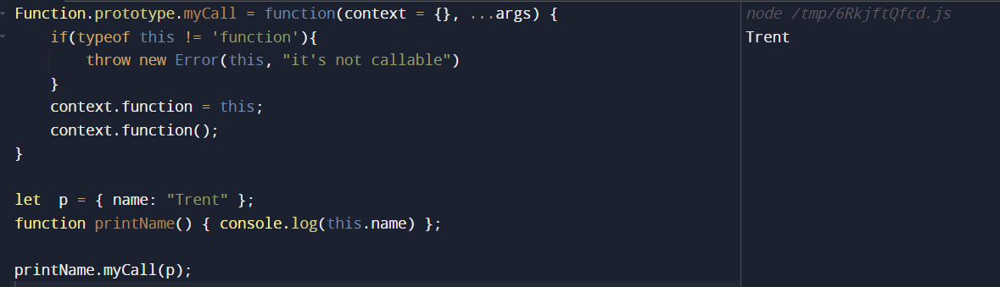 Function.prototype.myCall = function(context = {}, ...args) {
    if(typeof this != 'function'){
        throw new Error(this, "it's not callable")
    }
    context.function = this;
    context.function();
}

let  p = { name: "Trent" };
function printName() { console.log(this.name) };

printName.myCall(p);
node /tmp/6RkjftQfcd.js
Trent